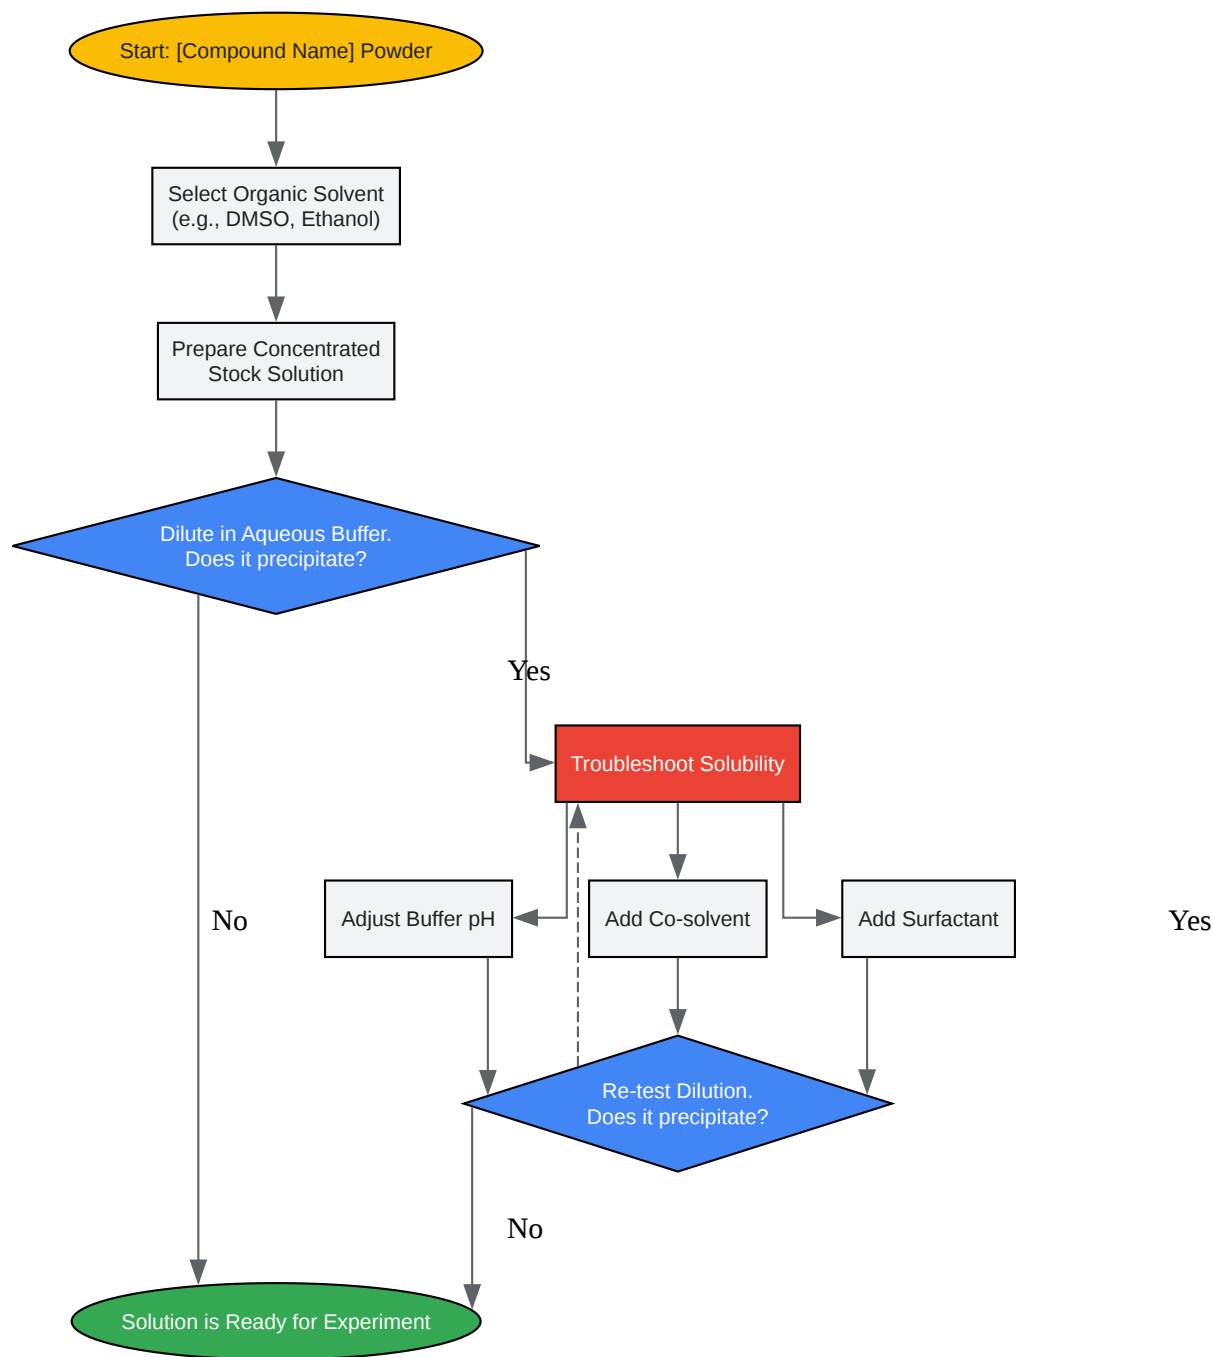 Start: [Compound Name] Powder
Select Organic Solvent
(e.g., DMSO, Ethanol)
Prepare Concentrated
Stock Solution
Dilute in Aqueous Buffer.
Does it precipitate?
Yes
Troubleshoot Solubility
No
Adjust Buffer pH
Add Co-solvent
Add Surfactant
Yes
Re-test Dilution.
Does it precipitate?
No
Solution is Ready for Experiment